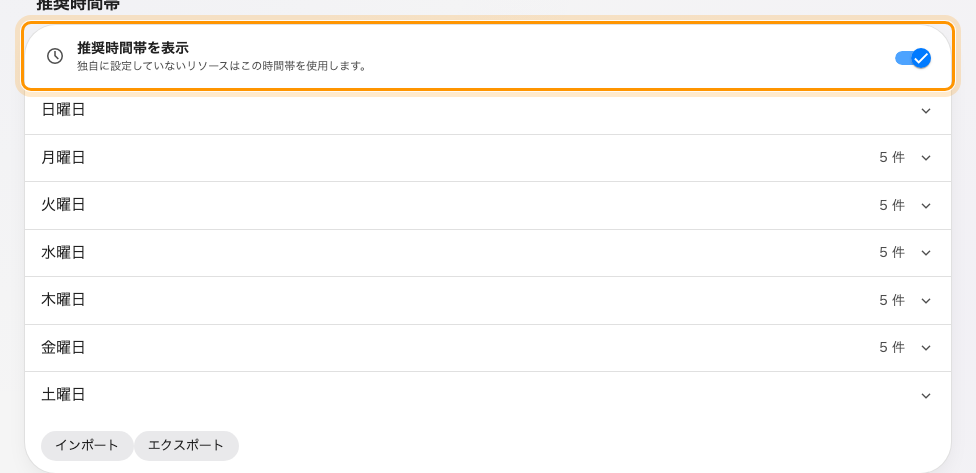 推奨時間帯
推奨時間帯を表示
独自に設定していないリソースはこの時間帯を使用します。
日曜日
月曜日 5 件
火曜日 5 件
水曜日 5 件
木曜日 5 件
金曜日 5 件
土曜日
インポート エクスポート